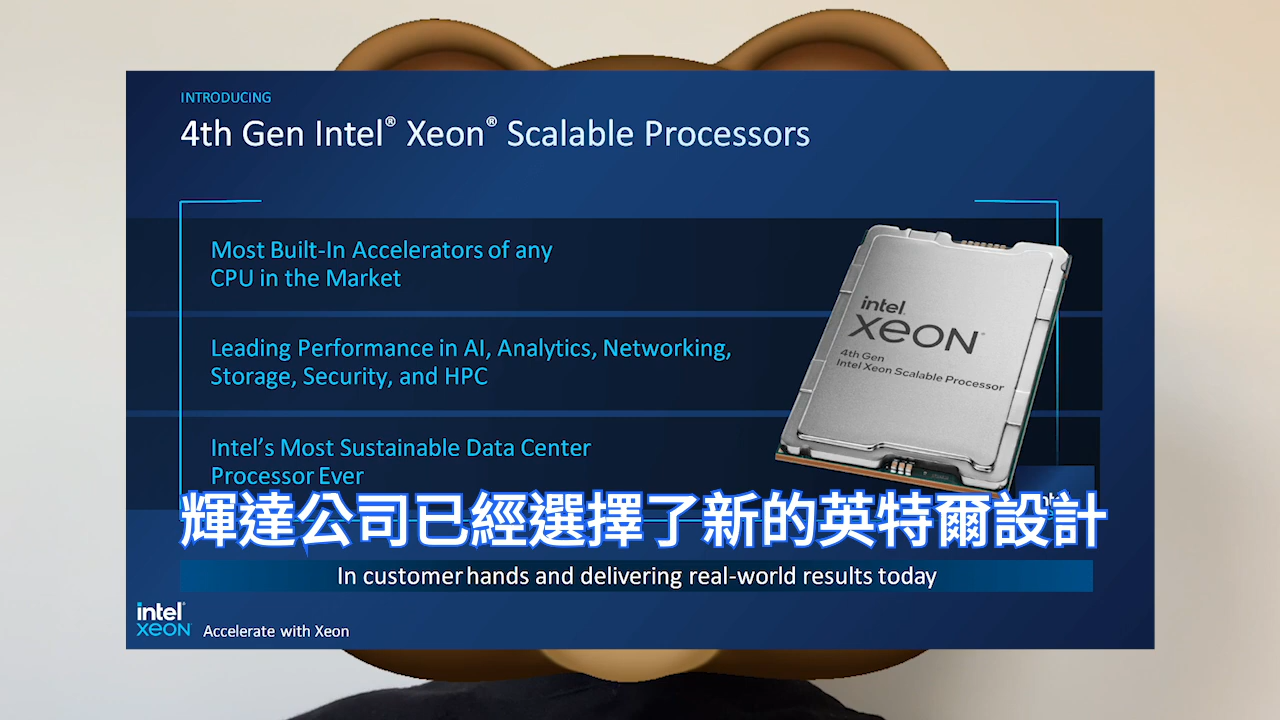 INTRODUCING
4th Gen Intel® Xeon® Scalable Processors
Most Built-In Accelerators of any
CPU in the Market
Leading Performance in AI, Analytics, Networking,
Storage, Security, and HPC
Intel's Most Sustainable Data Center
Processor Ever
intel
XEON
4th Gen
Intel Xeon Scalable Processor
輝達公司已經選擇了新的英特爾設計
In customer hands and delivering real-world results today
intel
XEON
Accelerate with Xeon